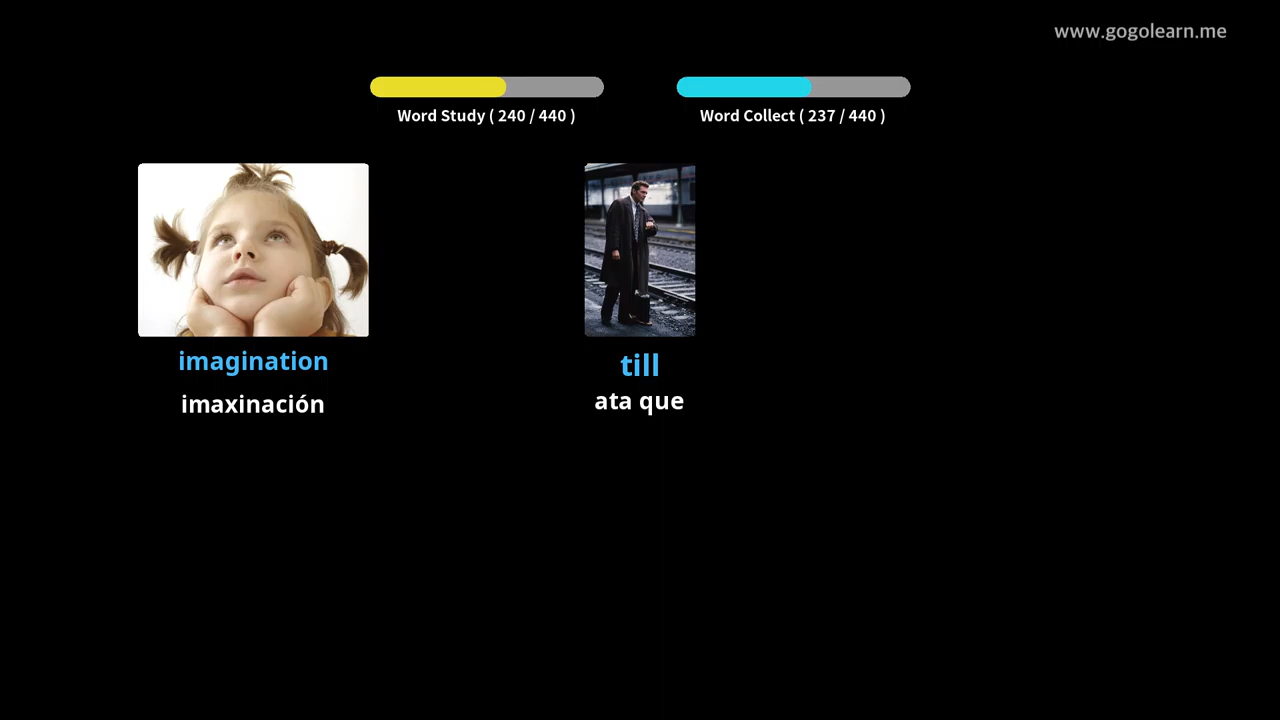 www.gogolearn.me
Word Study ( 240 / 440 )
Word Collect ( 237 / 440 )
imagination
imaxinación
till
ata que